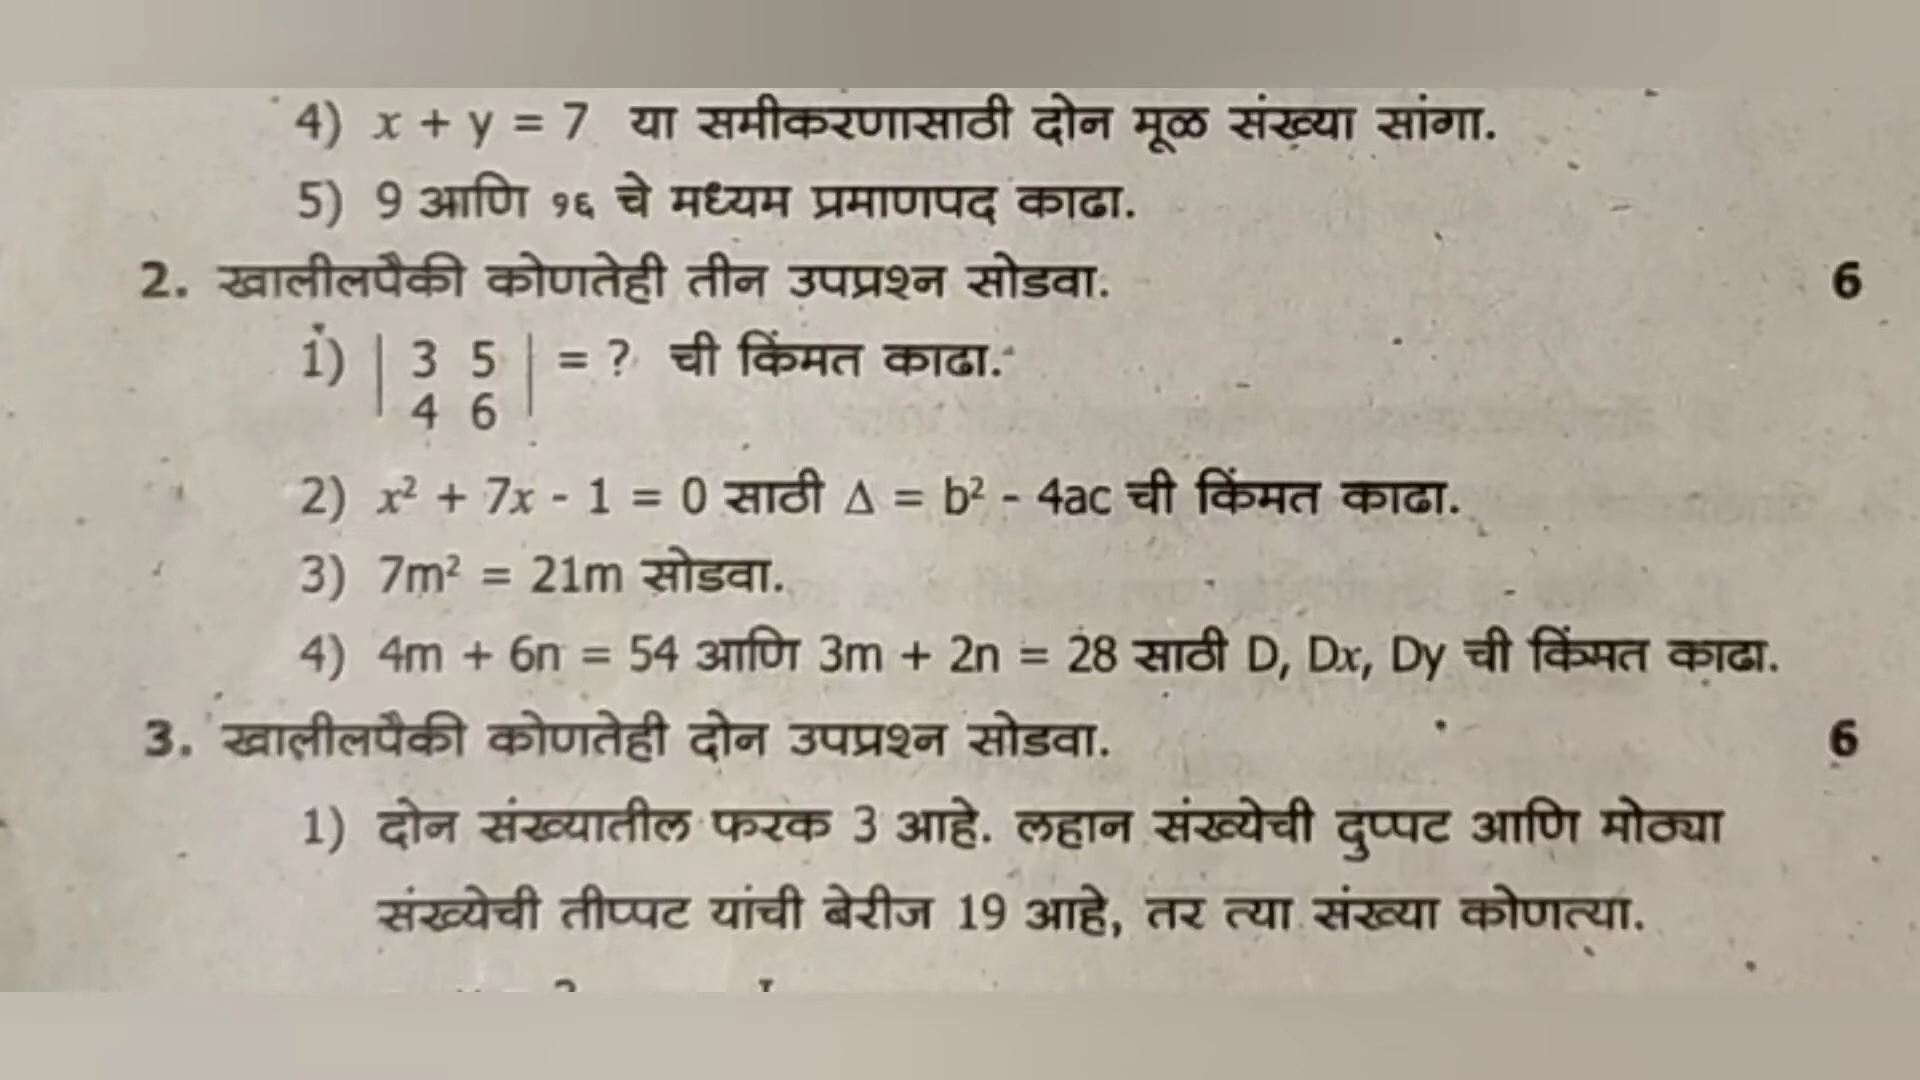 4) x + y = 7 या समीकरणासाठी दोन मूळ संख्या सांगा.
5) 9 आणि १६ चे मध्यम प्रमाणपद काढा.
2. खालीलपैकी कोणतेही तीन उपप्रश्न सोडवा. 6
1) | 3 5 | = ? ची किंमत काढा.
4 6
2) x² + 7x - 1 = 0 साठी Δ = b² - 4ac ची किंमत काढा.
3) 7m² = 21m सोडवा.
4) 4m + 6n = 54 आणि 3m + 2n = 28 साठी D, Dx, Dy ची किंमत काढा.
3. खालीलपैकी कोणतेही दोन उपप्रश्न सोडवा. 6
1) दोन संख्यातील फरक 3 आहे. लहान संख्येची दुप्पट आणि मोठ्या
संख्येची तीप्पट यांची बेरीज 19 आहे, तर त्या संख्या कोणत्या.